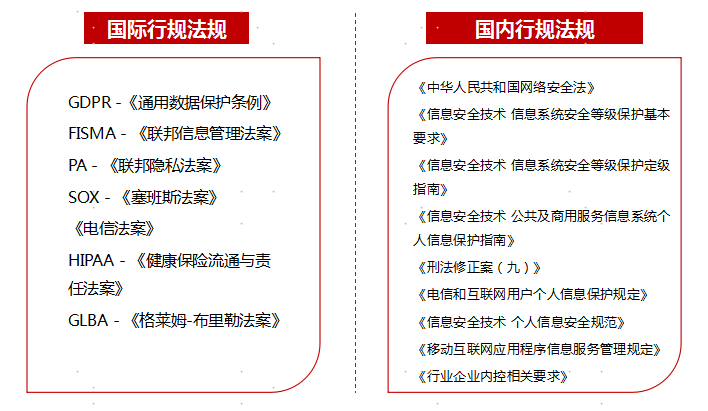 国际行规法规
GDPR -《通用数据保护条例》
FISMA - 《联邦信息管理法案》
PA - 《联邦隐私法案》
SOX - 《塞班斯法案》
《电信法案》
HIPAA - 《健康保险流通与责
任法案》
GLBA - 《格莱姆-布里勒法案》
国内行规法规
《中华人民共和国网络安全法》
《信息安全技术 信息系统安全等级保护基本
要求》
《信息安全技术 信息系统安全等级保护定级
指南》
《信息安全技术 公共及商用服务信息系统个
人信息保护指南》
《刑法修正案（九）》
《电信和互联网用户个人信息保护规定》
《信息安全技术 个人信息安全规范》
《移动互联网应用程序信息服务管理规定》
《行业企业内控相关要求》